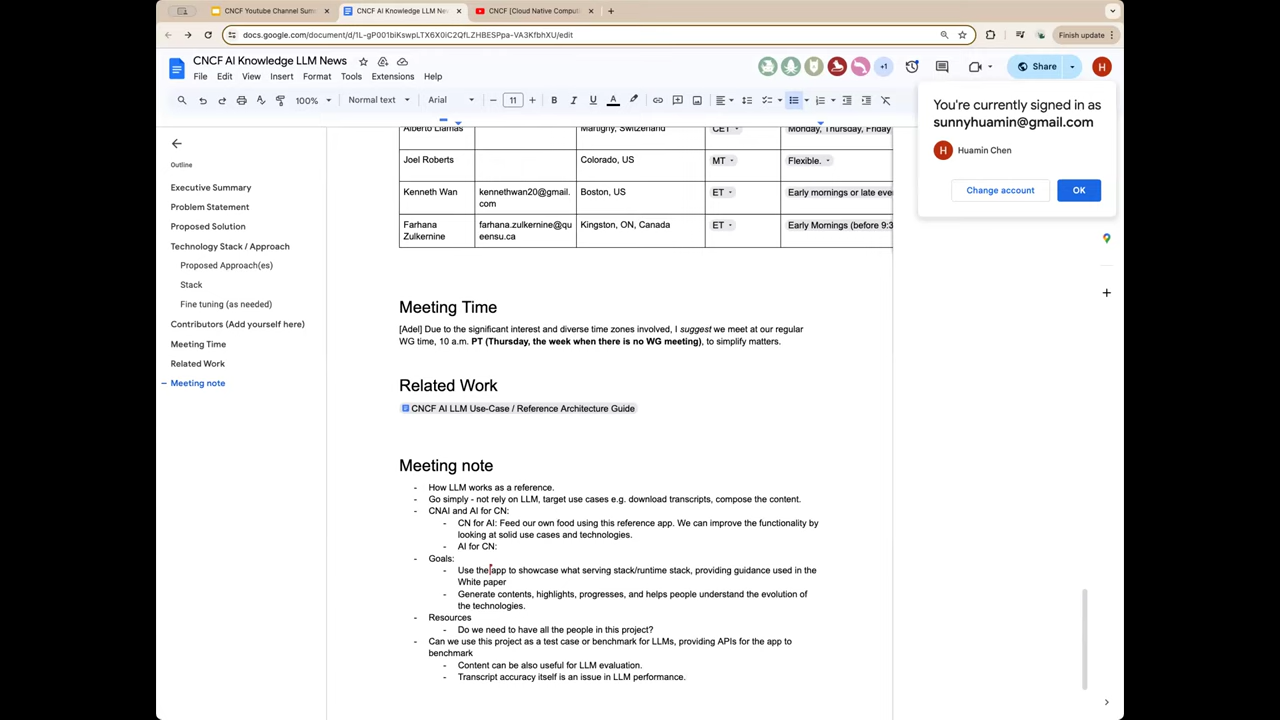 CNCF Youtube Channel Sum
CNCF AI Knowledge LLM New
CNCF [Cloud Native Comput
docs.google.com/document/d/1L-gP001biKswpLTX6X0iC2QfLZHBESPpa-VA3KfbhXU/edit
Finish update
CNCF AI Knowledge LLM News
File Edit View Insert Format Tools Extensions Help
+1
Share
H
100% Normal text Arial 11
You're currently signed in as
sunnyhuamin@gmail.com
H Huamin Chen
Change account OK
Outline
Executive Summary
Problem Statement
Proposed Solution
Technology Stack / Approach
Proposed Approach(es)
Stack
Fine tuning (as needed)
Contributors (Add yourself here)
Meeting Time
Related Work
Meeting note
Alberto Llamas Martigny, Switzerland CET Monday, Thursday, Friday
Joel Roberts Colorado, US MT Flexible.
Kenneth Wan kennethwan20@gmail. Boston, US ET Early mornings or late eve
com
Farhana farhana.zulkernine@qu Kingston, ON, Canada ET Early Mornings (before 9:3
Zulkernine eensu.ca
Meeting Time
[Adel] Due to the significant interest and diverse time zones involved, I suggest we meet at our regular
WG time, 10 a.m. PT (Thursday, the week when there is no WG meeting), to simplify matters.
Related Work
CNCF AI LLM Use-Case / Reference Architecture Guide
Meeting note
- How LLM works as a reference.
- Go simply - not rely on LLM, target use cases e.g. download transcripts, compose the content.
- CNAI and AI for CN:
- CN for AI: Feed our own food using this reference app. We can improve the functionality by
looking at solid use cases and technologies.
- AI for CN:
- Goals:
- Use the app to showcase what serving stack/runtime stack, providing guidance used in the
White paper
- Generate contents, highlights, progresses, and helps people understand the evolution of
the technologies.
- Resources
- Do we need to have all the people in this project?
- Can we use this project as a test case or benchmark for LLMs, providing APIs for the app to
benchmark
- Content can be also useful for LLM evaluation.
- Transcript accuracy itself is an issue in LLM performance.